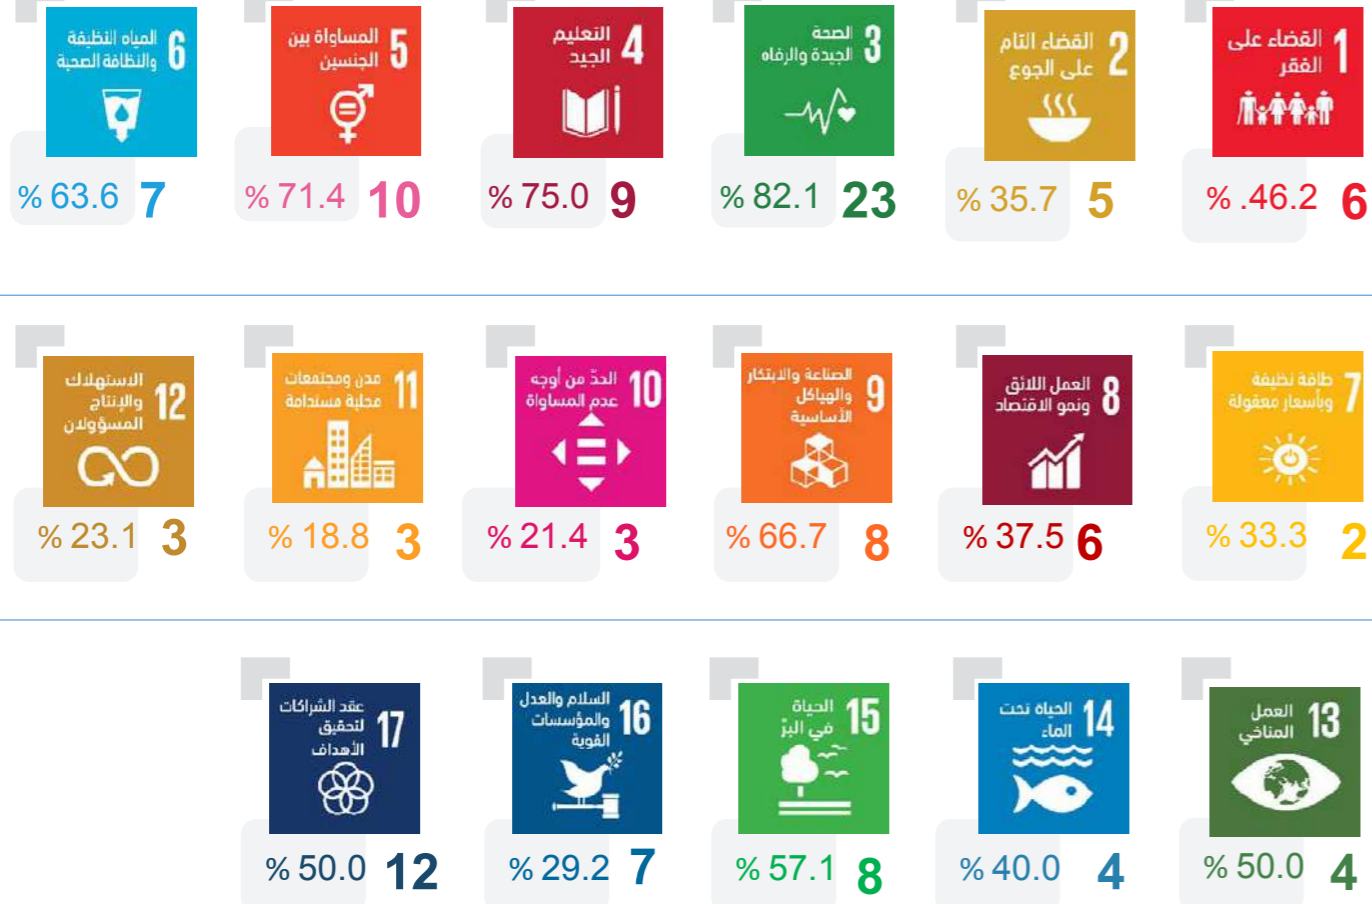 1 القضاء على
الفقر
% .46.2 6
2 القضاء التام
على الجوع
% 35.7 5
3 الصحة
الجيدة والرفاه
% 82.1 23
4 التعليم
الجيد
% 75.0 9
5 المساواة بين
الجنسين
% 71.4 10
6 المياه النظيفة
والنظافة الصحية
% 63.6 7
7 طاقة نظيفة
وبأسعار معقولة
% 33.3 2
8 العمل اللائق
ونمو الاقتصاد
% 37.5 6
9 الصناعة والابتكار
والهياكل
الأساسية
% 66.7 8
10 الحدّ من أوجه
عدم المساواة
% 21.4 3
11 مدن ومجتمعات
محلية مستدامة
% 18.8 3
12 الاستهلاك
والإنتاج
المسؤولان
% 23.1 3
13 العمل
المناخي
% 50.0 4
14 الحياة تحت
الماء
% 40.0 4
15 الحياة
في البرّ
% 57.1 8
16 السلام والعدل
والمؤسسات
القوية
% 29.2 7
17 عقد الشراكات
لتحقيق
الأهداف
% 50.0 12